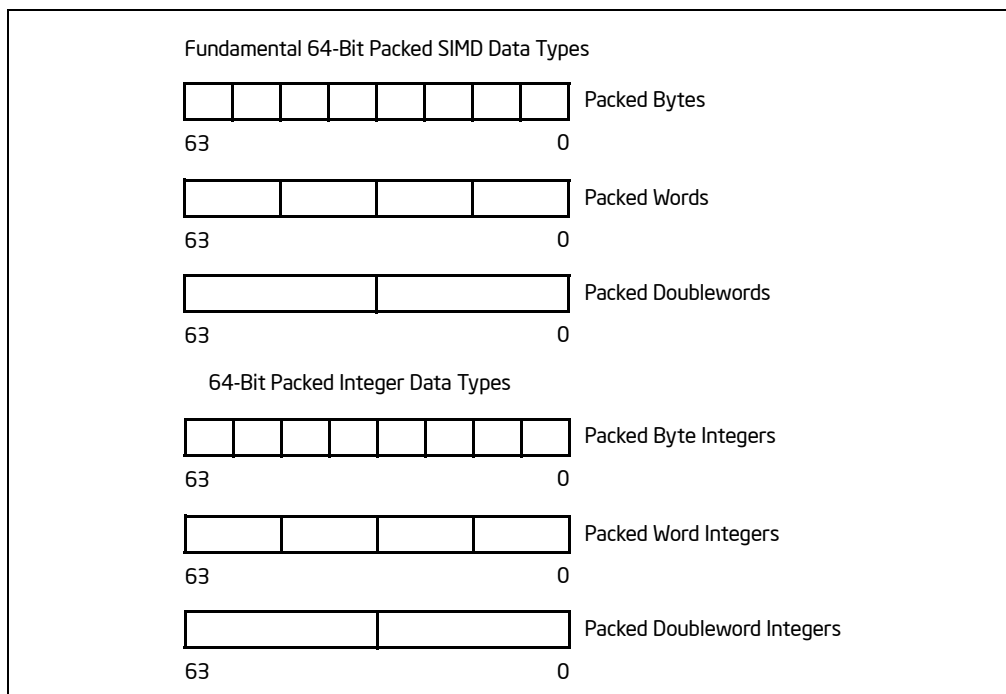 Fundamental 64-Bit Packed SIMD Data Types
Packed Bytes
63 0
Packed Words
63 0
Packed Doublewords
63 0
64-Bit Packed Integer Data Types
Packed Byte Integers
63 0
Packed Word Integers
63 0
Packed Doubleword Integers
63 0